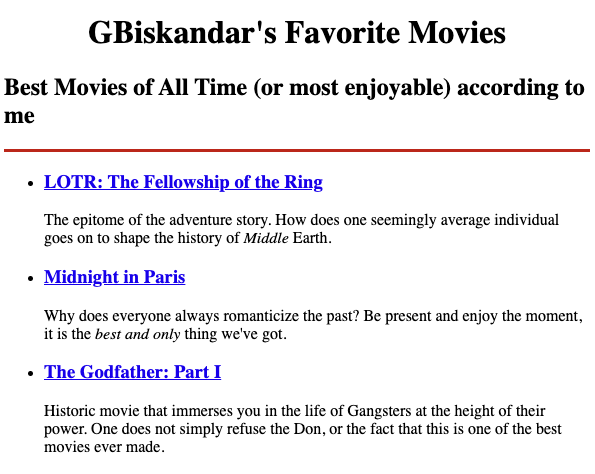 GBiskandar's Favorite Movies
Best Movies of All Time (or most enjoyable) according to
me
LOTR: The Fellowship of the Ring
The epitome of the adventure story. How does one seemingly average individual
goes on to shape the history of Middle Earth.
Midnight in Paris
Why does everyone always romanticize the past? Be present and enjoy the moment,
it is the best and only thing we've got.
The Godfather: Part I
Historic movie that immerses you in the life of Gangsters at the height of their
power. One does not simply refuse the Don, or the fact that this is one of the best
movies ever made.